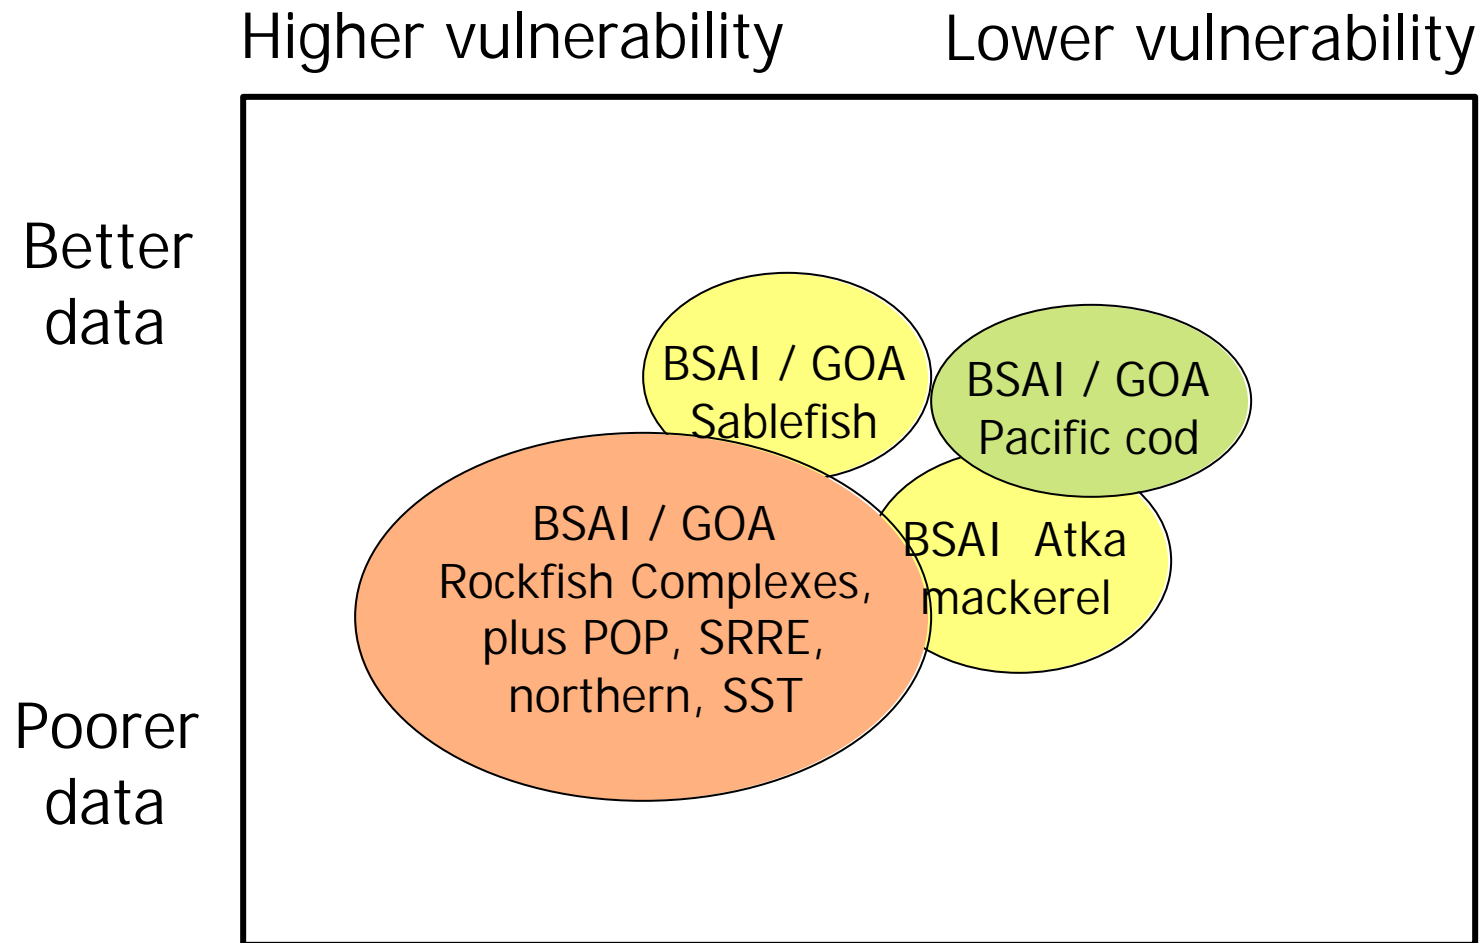 Higher vulnerability
Lower vulnerability
Better
data
BSAI / GOA
Sablefish
BSAI / GOA
Pacific cod
BSAI / GOA
Rockfish Complexes,
plus POP, SRRE,
northern, SST
BSAI Atka
mackerel
Poorer
data